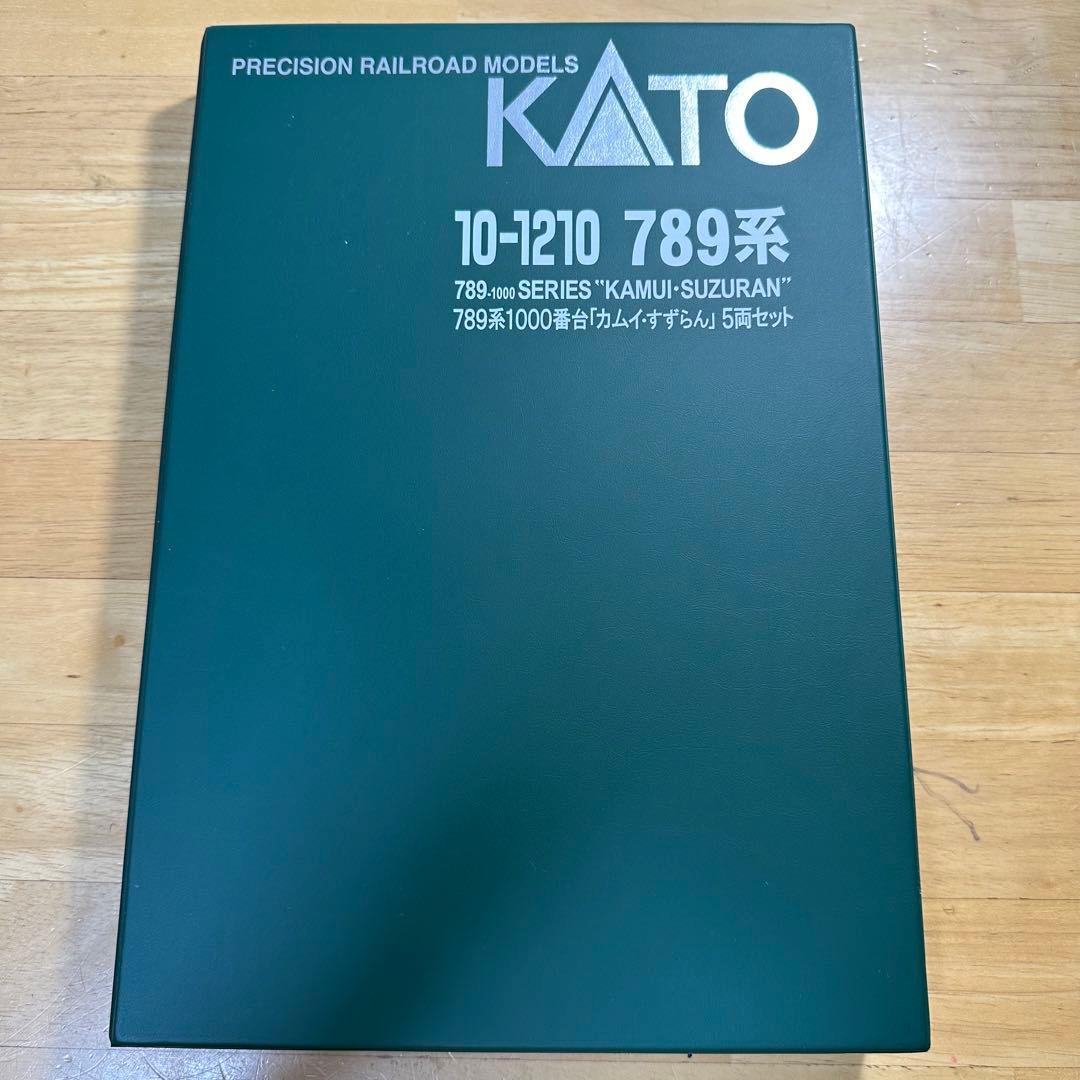 PRECISION RAILROAD MODELS
KATO
10-1210 789系
789-1000 SERIES “KAMUI・SUZURAN”
789系1000番台「カムイ・すずらん」5両セット